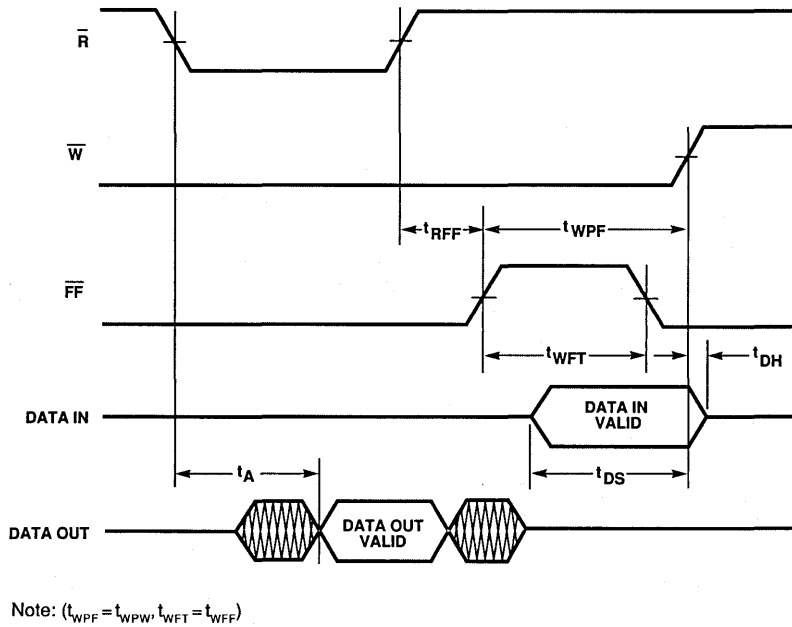 R̅
W̅
t_RFF
t_WPF
F̅F̅
t_WFT
t_DH
DATA IN
DATA IN
VALID
t_A
t_DS
DATA OUT
DATA OUT
VALID
Note: (t_WPF = t_WPW, t_WFT = t_WFF)